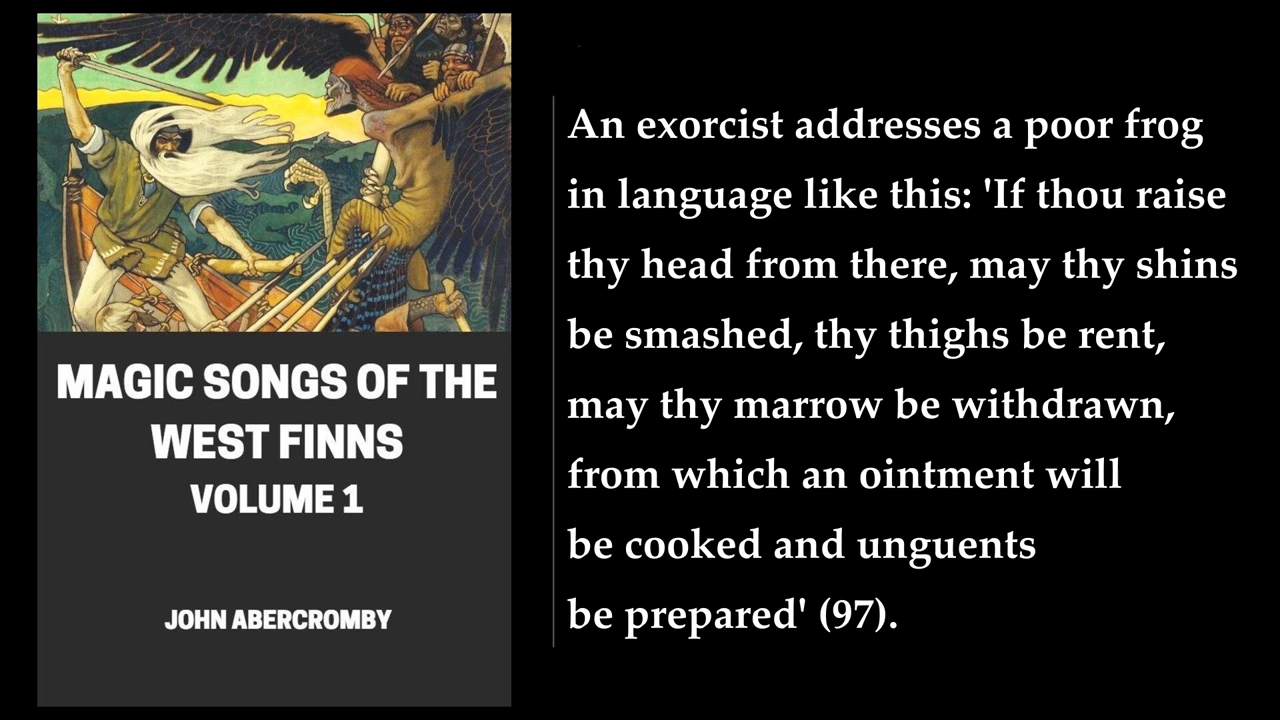 MAGIC SONGS OF THE
WEST FINNS
VOLUME 1
JOHN ABERCROMBY
An exorcist addresses a poor frog
in language like this: 'If thou raise
thy head from there, may thy shins
be smashed, thy thighs be rent,
may thy marrow be withdrawn,
from which an ointment will
be cooked and unguents
be prepared' (97).